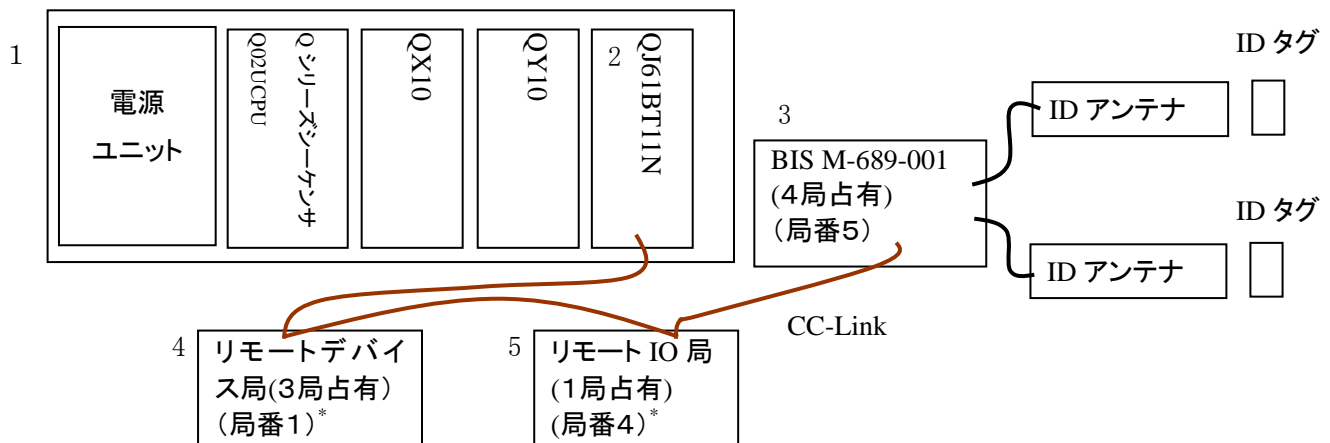 1
電源
ユニット
Q シリーズシーケンサ
Q02UCPU
QX10
QY10
2
QJ61BT11N
3
BIS M-689-001
(４局占有)
（局番５）
ID アンテナ
ID タグ
ID アンテナ
ID タグ
CC-Link
4
リモートデバイ
ス局(３局占有）
（局番１）*
5
リモート IO 局
(１局占有)
(局番４)*